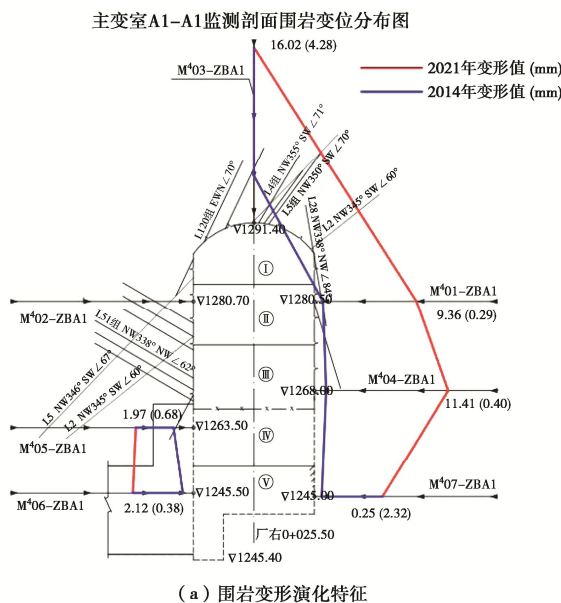 主变室A1-A1监测剖面围岩变位分布图
16.02 (4.28)
M⁴03-ZBA1
2021年变形值 (mm)
2014年变形值 (mm)
L120组 EWN∠70°
L4组 NW355° SW∠71°
L5组 NW350° SW∠70°
L2 NW345° SW∠60°
L28 NW338° NW∠84°
▽1291.40
Ⅰ
▽1280.70
▽1280.50
M⁴01-ZBA1
M⁴02-ZBA1
9.36 (0.29)
Ⅱ
L51组 NW338° NW∠62°
L5 NW346° SW∠67°
L2 NW345° SW∠60°
Ⅲ
▽1268.00
M⁴04-ZBA1
11.41 (0.40)
1.97 (0.68)
▽1263.50
M⁴05-ZBA1
Ⅳ
Ⅴ
▽1245.50
▽1245.00
M⁴07-ZBA1
M⁴06-ZBA1
2.12 (0.38)
0.25 (2.32)
厂右0+025.50
▽1245.40
(a) 围岩变形演化特征